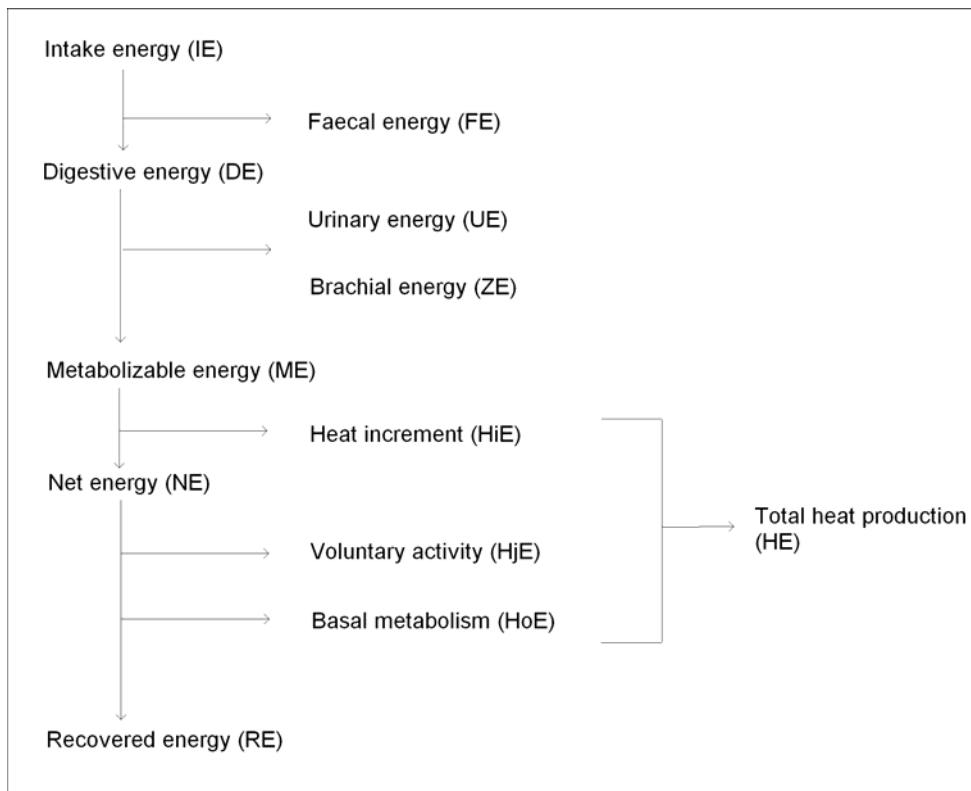 Intake energy (IE)
Faecal energy (FE)
Digestive energy (DE)
Urinary energy (UE)
Brachial energy (ZE)
Metabolizable energy (ME)
Heat increment (HiE)
Net energy (NE)
Total heat production
(HE)
Voluntary activity (HjE)
Basal metabolism (HoE)
Recovered energy (RE)